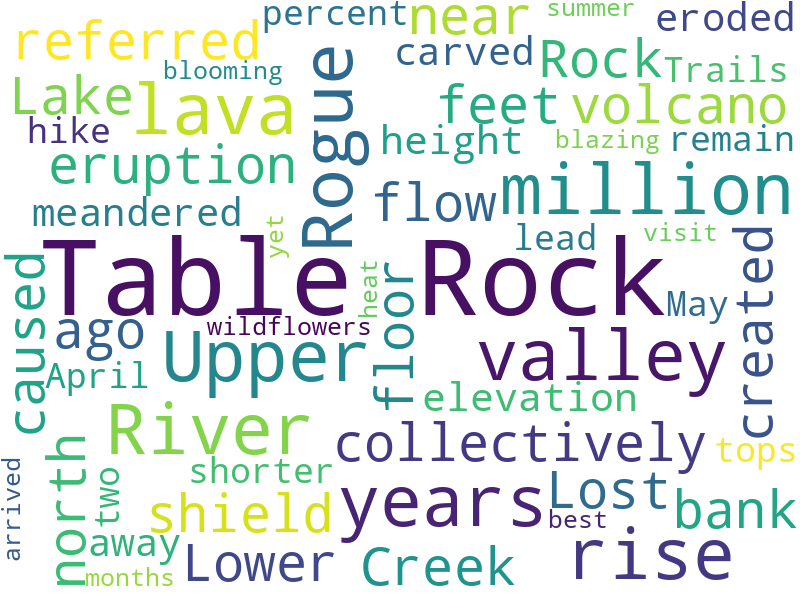 percent
near
summer
eroded
referred
blooming
carved
Rock
Trails
Lake
lava
Rogue
feet
volcano
hike
height
blazing
remain
eruption
flow
million
meandered
lead
visit
yet
Table Rock
caused
heat
floor
May
created
ago
wildflowers
Upper
valley
April
elevation
River
collectively
tops
north
two
shorter
years
Lost
arrived
shield
best
bank
away
Lower
Creek
rise
months